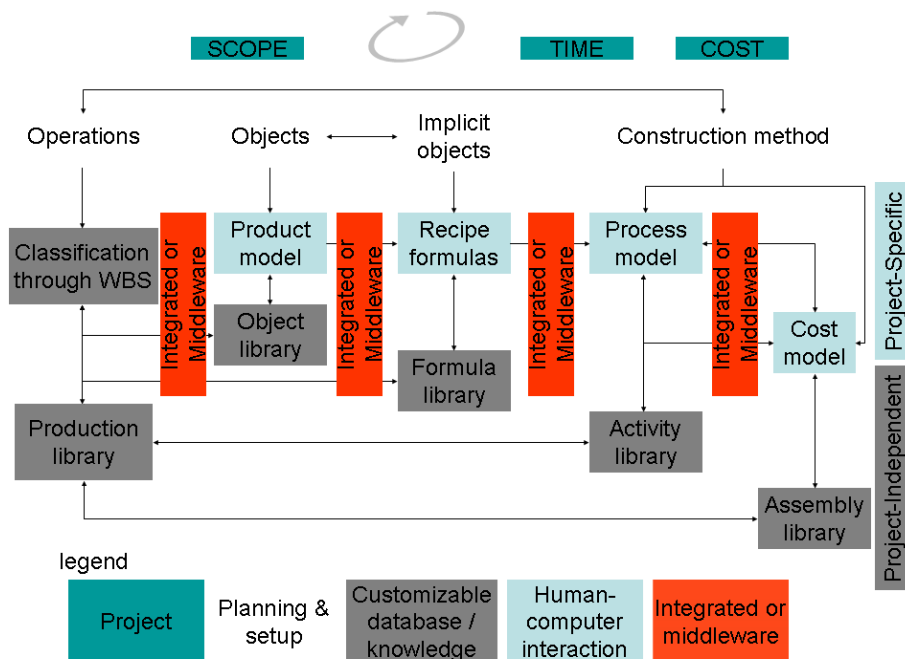 SCOPE
TIME
COST
Operations
Objects
Implicit
objects
Construction method
Classification
through WBS
Integrated or
Middleware
Product
model
Integrated or
Middleware
Recipe
formulas
Integrated or
Middleware
Process
model
Integrated or
Middleware
Project-Specific
Object
library
Cost
model
Formula
library
Production
library
Activity
library
Assembly
library
Project-Independent
legend
Project
Planning &
setup
Customizable
database /
knowledge
Human-
computer
interaction
Integrated or
middleware